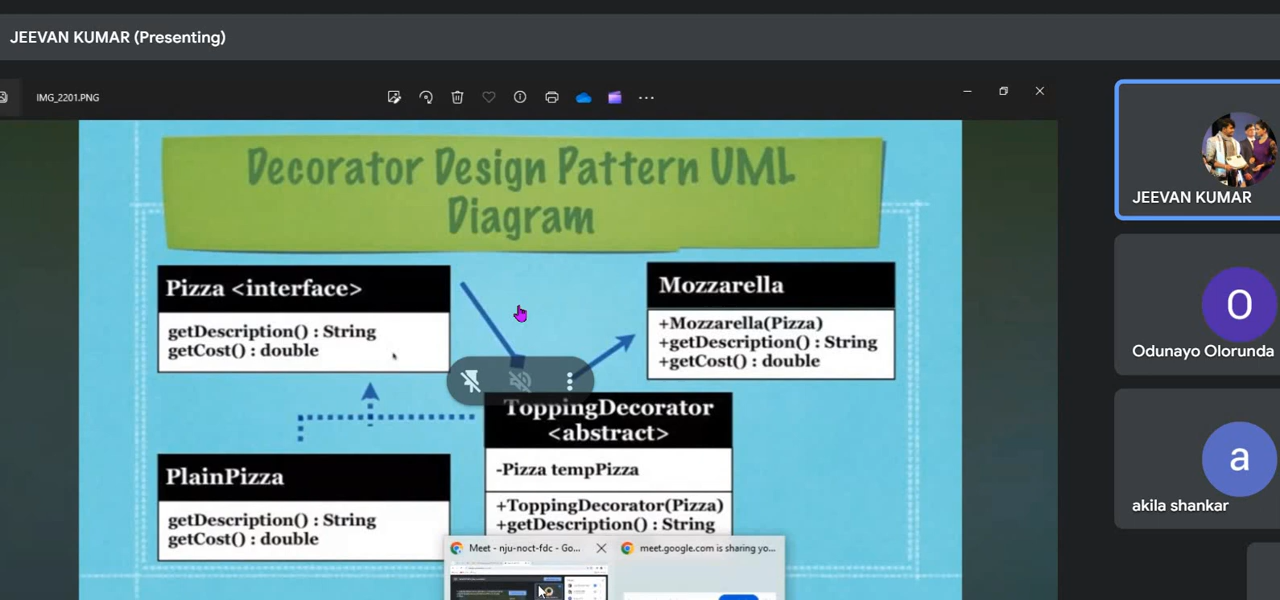 JEEVAN KUMAR (Presenting)
IMG_2201.PNG
Decorator Design Pattern UML
Diagram
Pizza <interface>
getDescription() : String
getCost() : double
Mozzarella
+Mozzarella(Pizza)
+getDescription() : String
+getCost() : double
ToppingDecorator
<abstract>
-Pizza tempPizza
+ToppingDecorator(Pizza)
+getDescription() : String
PlainPizza
getDescription() : String
getCost() : double
Meet - nju-noct-fdc - Go...
meet.google.com is sharing yo...
JEEVAN KUMAR
O
Odunayo Olorunda
a
akila shankar